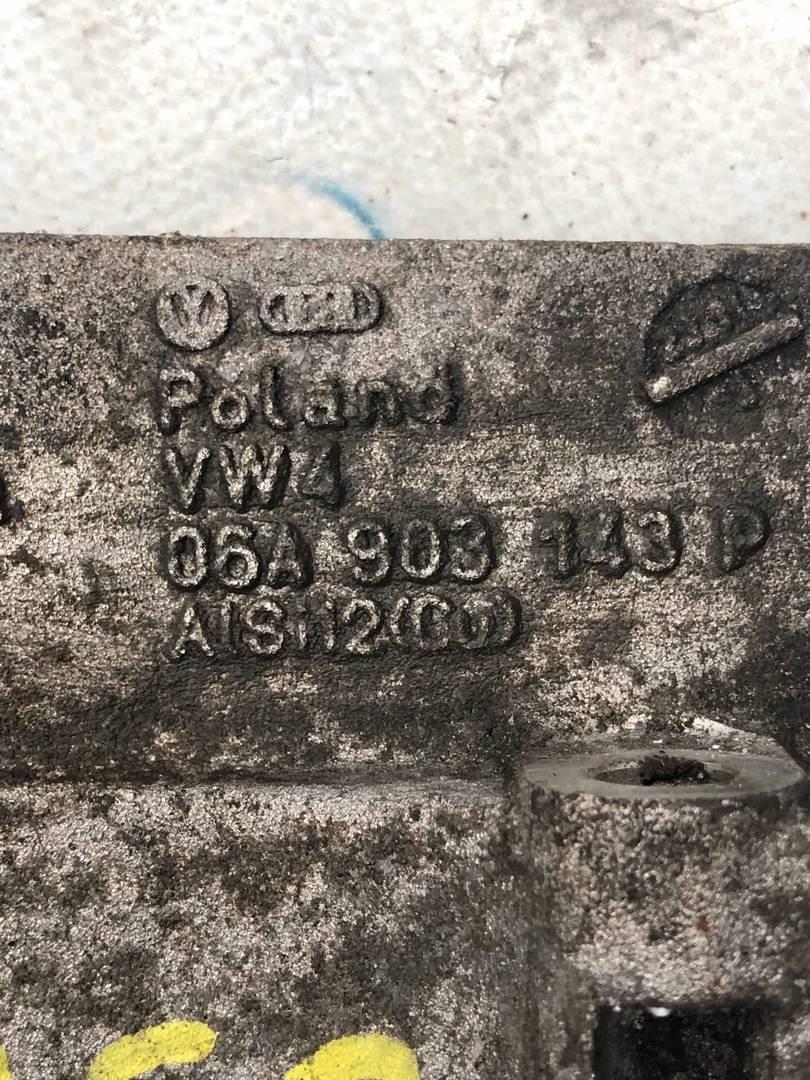 Poland
VW4
06A 903 143 P
AlSi12(Cu)